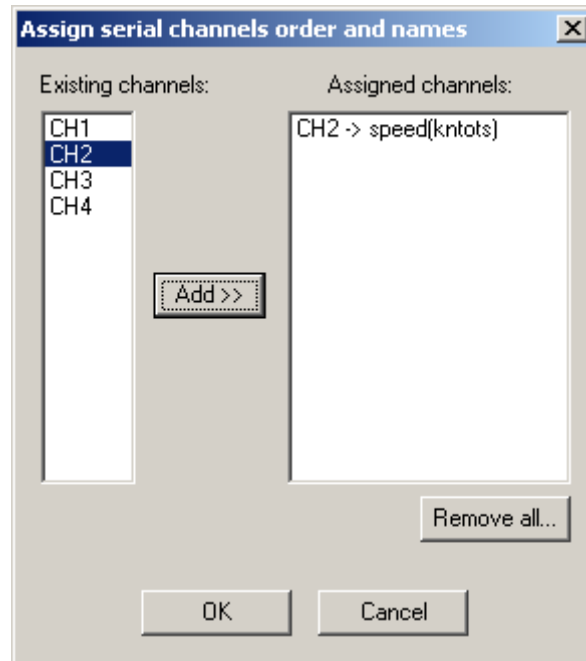 Assign serial channels order and names
Existing channels:
Assigned channels:
CH1
CH2
CH3
CH4
CH2 -> speed(kntots)
Add >>
Remove all...
OK
Cancel